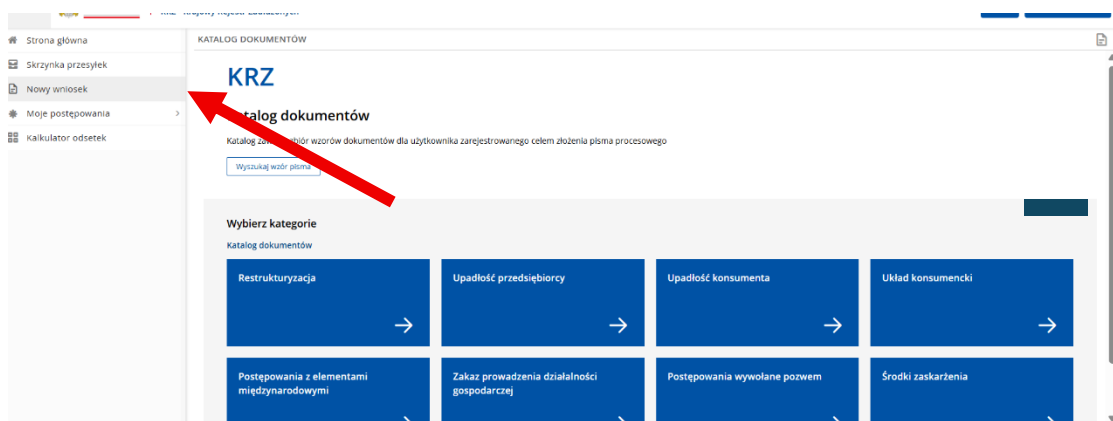 Strona główna
KATALOG DOKUMENTÓW
Skrzynka przesyłek
Nowy wniosek
Moje postępowania
Kalkulator odsetek
KRZ
atalog dokumentów
Katalog zaw biór wzorów dokumentów dla użytkownika zarejestrowanego celem złożenia pisma procesowego
Wyszukaj wzór pisma
Wybierz kategorie
Katalog dokumentów
Restrukturyzacja
Upadłość przedsiębiorcy
Upadłość konsumenta
Układ konsumencki
Postępowania z elementami
międzynarodowymi
Zakaz prowadzenia działalności
gospodarczej
Postępowania wywołane pozwem
Środki zaskarżenia